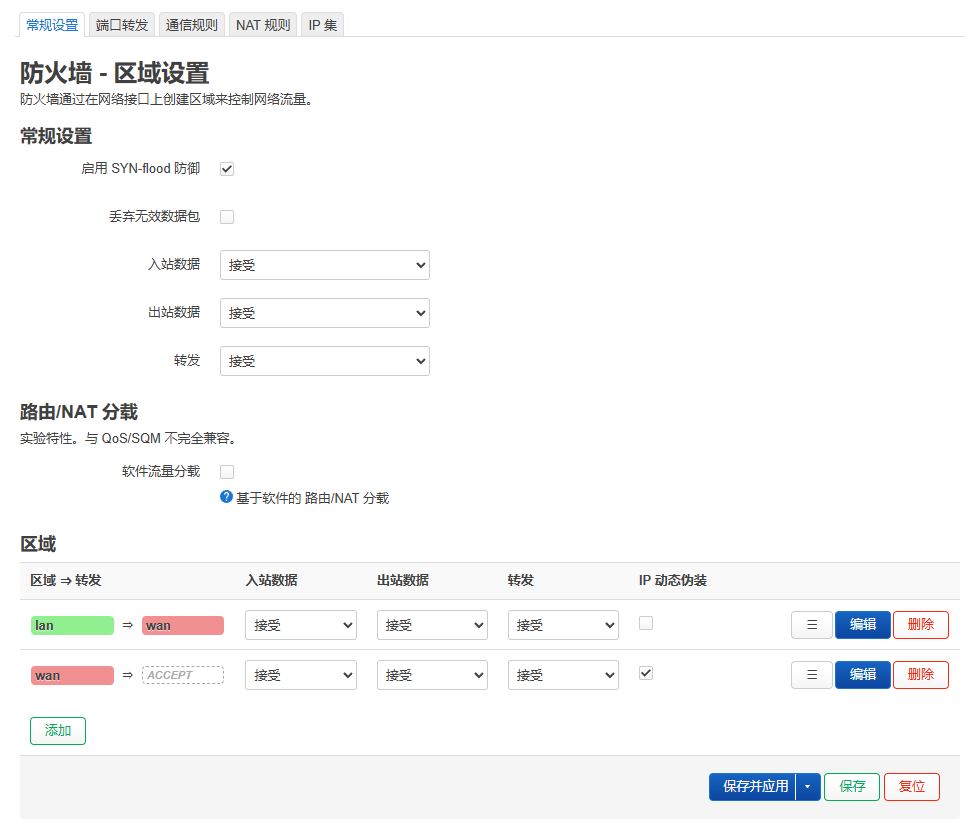 常规设置 端口转发 通信规则 NAT 规则 IP 集
防火墙 - 区域设置
防火墙通过在网络接口上创建区域来控制网络流量。
常规设置
启用 SYN-flood 防御
丢弃无效数据包
入站数据 接受
出站数据 接受
转发 接受
路由/NAT 分载
实验特性。与 QoS/SQM 不完全兼容。
软件流量分载
基于软件的 路由/NAT 分载
区域
区域 ⇒ 转发 入站数据 出站数据 转发 IP 动态伪装
lan ⇒ wan 接受 接受 接受 ☰ 编辑 删除
wan ⇒ ACCEPT 接受 接受 接受 ☰ 编辑 删除
添加
保存并应用 保存 复位